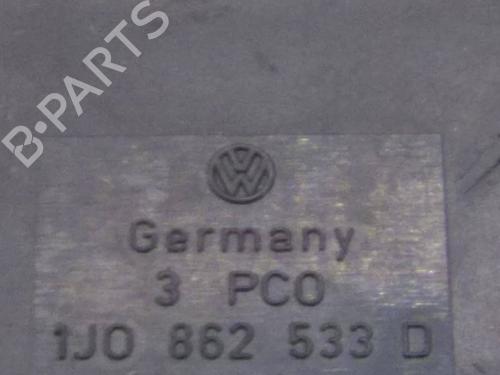 B-PARTS
Germany
3 PCO
1J0 862 533 D